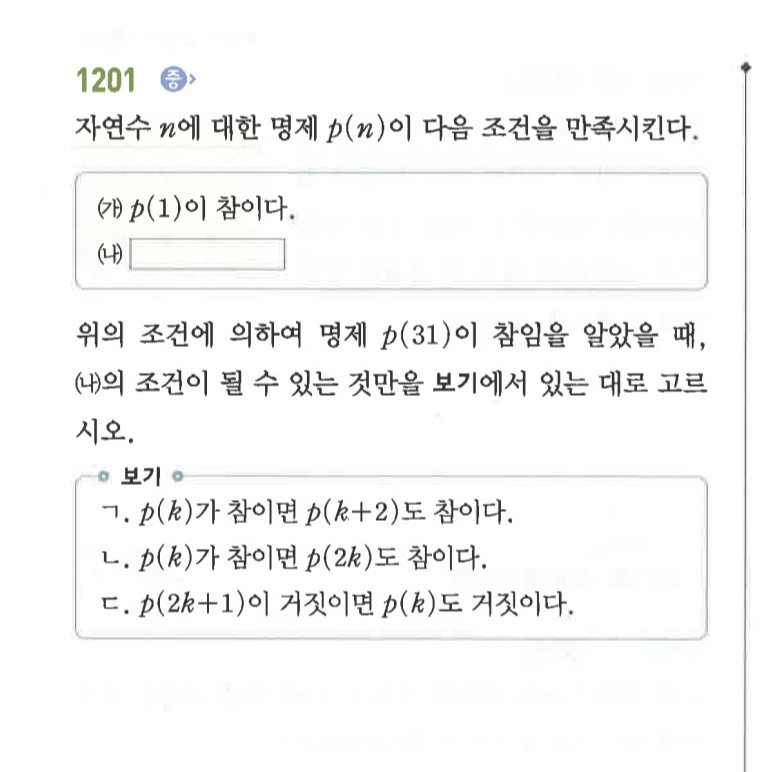 1201 중
자연수 n에 대한 명제 p(n)이 다음 조건을 만족시킨다.
㈎ p(1)이 참이다.
㈏
위의 조건에 의하여 명제 p(31)이 참임을 알았을 때,
㈏의 조건이 될 수 있는 것만을 보기에서 있는 대로 고르
시오.
보기
ㄱ. p(k)가 참이면 p(k+2)도 참이다.
ㄴ. p(k)가 참이면 p(2k)도 참이다.
ㄷ. p(2k+1)이 거짓이면 p(k)도 거짓이다.